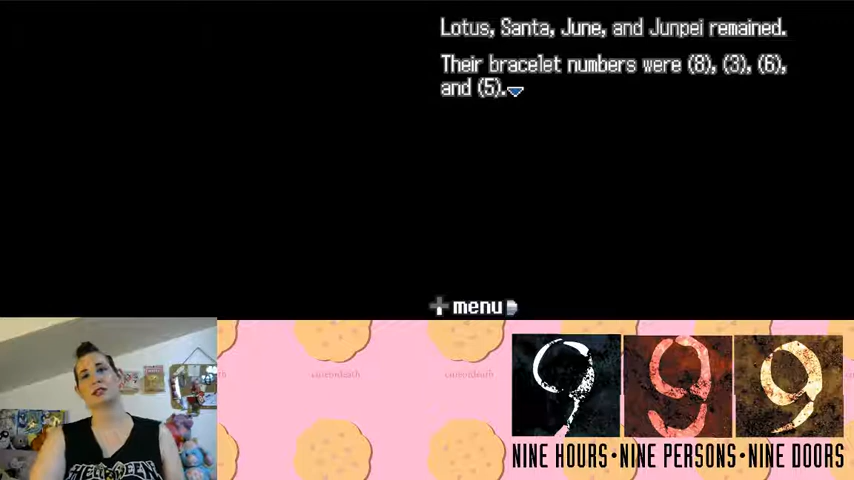 Lotus, Santa, June, and Junpei remained.
Their bracelet numbers were (8), (3), (6),
and (5).
menu
HELLOWEEN
999
NINE HOURS•NINE PERSONS•NINE DOORS